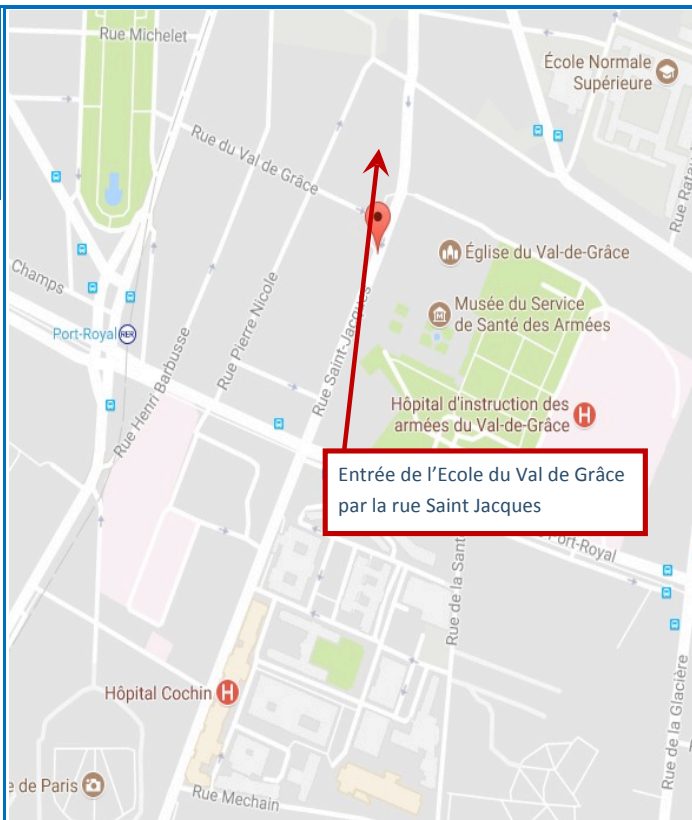 Rue Michelet
École Normale
Supérieure
Rue du Val de Grâce
Rue Rataud
Champs
Église du Val-de-Grâce
Musée du Service
de Santé des Armées
Port-Royal
RER
Rue Henri Barbusse
Rue Pierre Nicole
Rue Saint-Jacques
Hôpital d'instruction des
armées du Val-de-Grâce
H
Entrée de l'Ecole du Val de Grâce
par la rue Saint Jacques
Port-Royal
Rue de la Sant
Hôpital Cochin
H
Rue de la Glacière
e de Paris
Rue Mechain